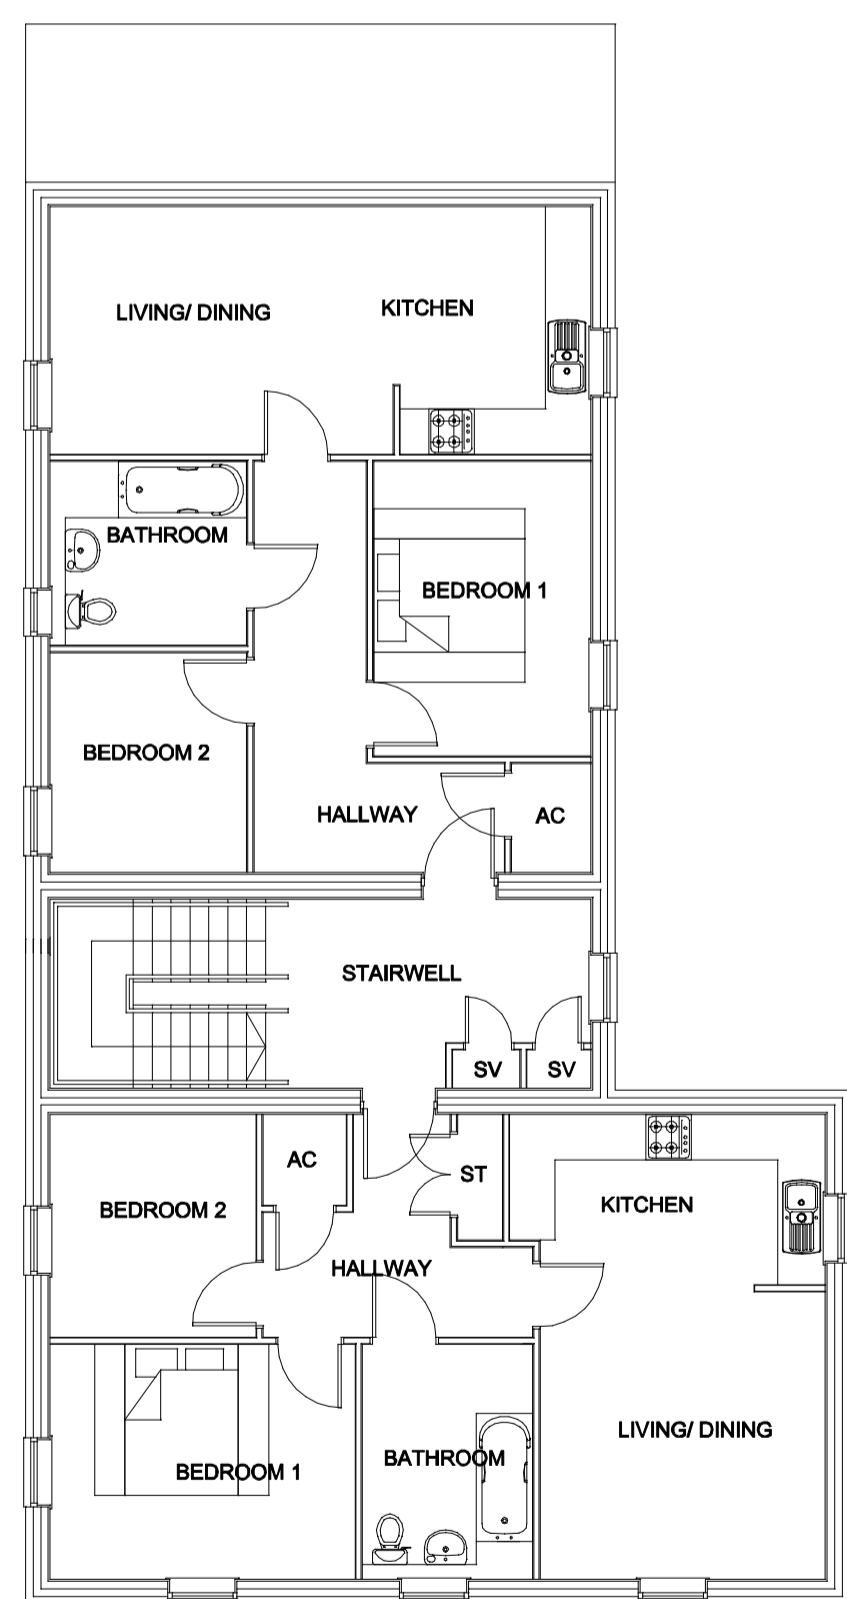 LIVING/ DINING
KITCHEN
BATHROOM
BEDROOM 1
BEDROOM 2
HALLWAY
AC
STAIRWELL
SV
SV
AC
ST
BEDROOM 2
KITCHEN
HALLWAY
LIVING/ DINING
BATHROOM
BEDROOM 1